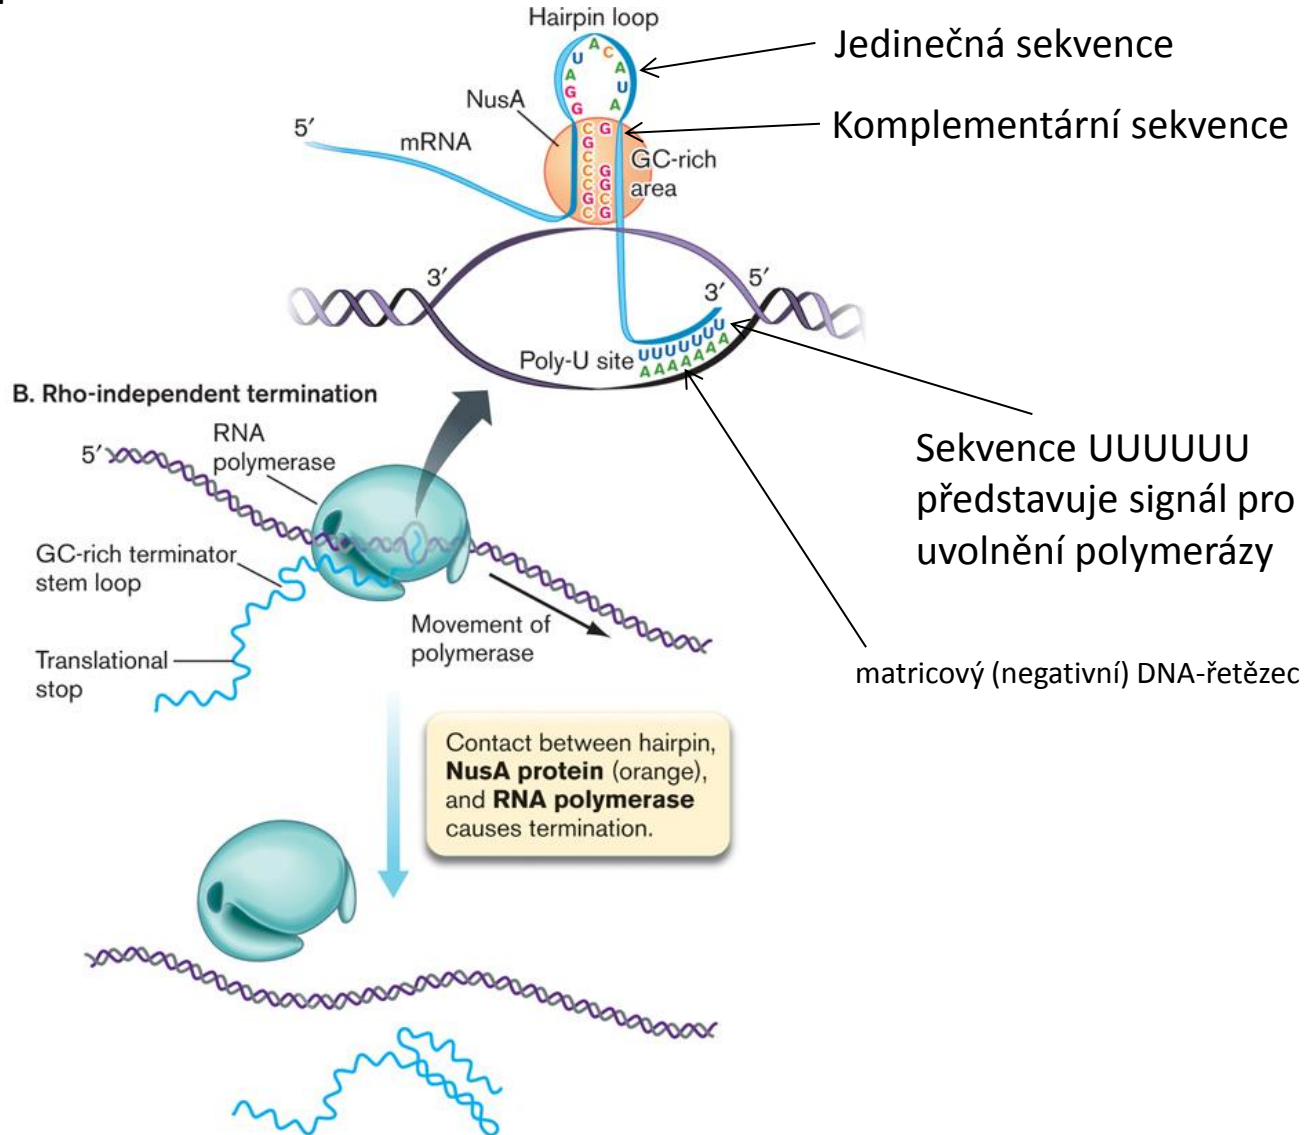 Hairpin loop
Jedinečná sekvence
A
C
U
A
A
U
G
A
G
NusA
Komplementární sekvence
5′
mRNA
C G
G
C
C G
C G
G C
C G
GC-rich
area
3′
5′
3′
Poly-U site
UUUUUUU
AAAAAAA
B. Rho-independent termination
RNA
polymerase
5′
Sekvence UUUUUU
představuje signál pro
uvolnění polymerázy
GC-rich terminator
stem loop
Movement of
polymerase
Translational
stop
matricový (negativní) DNA-řetězec
Contact between hairpin,
NusA protein (orange),
and RNA polymerase
causes termination.